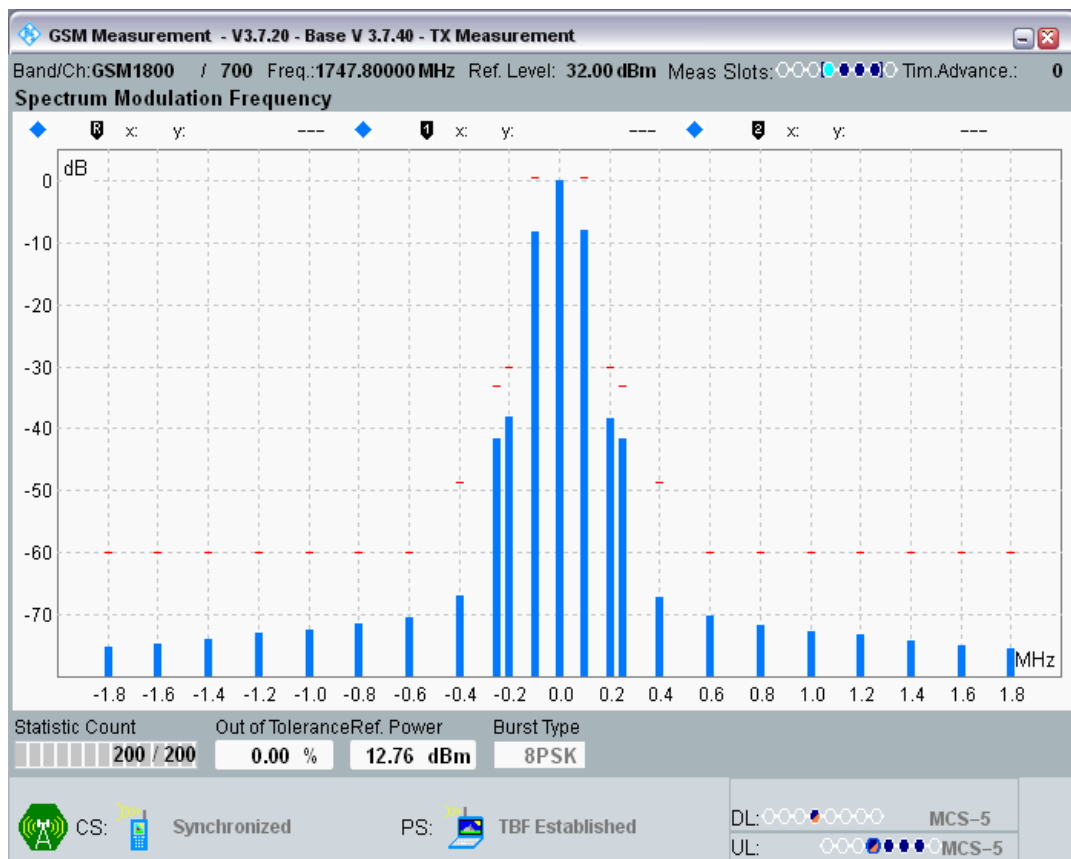 GSM Measurement - V3.7.20 - Base V 3.7.40 - TX Measurement
Band/Ch:GSM1800 / 700 Freq.:1747.80000 MHz Ref. Level: 32.00 dBm Meas Slots: Tim.Advance.: 0
Spectrum Modulation Frequency
R x: y: --- 1 x: y: --- 2 x: y: ---
dB
0
-10
-20
-30
-40
-50
-60
-70
MHz
-1.8 -1.6 -1.4 -1.2 -1.0 -0.8 -0.6 -0.4 -0.2 0.0 0.2 0.4 0.6 0.8 1.0 1.2 1.4 1.6 1.8
Statistic Count Out of Tolerance Ref. Power Burst Type
200 / 200 0.00 % 12.76 dBm 8PSK
CS: Synchronized PS: TBF Established
DL: MCS-5
UL: MCS-5